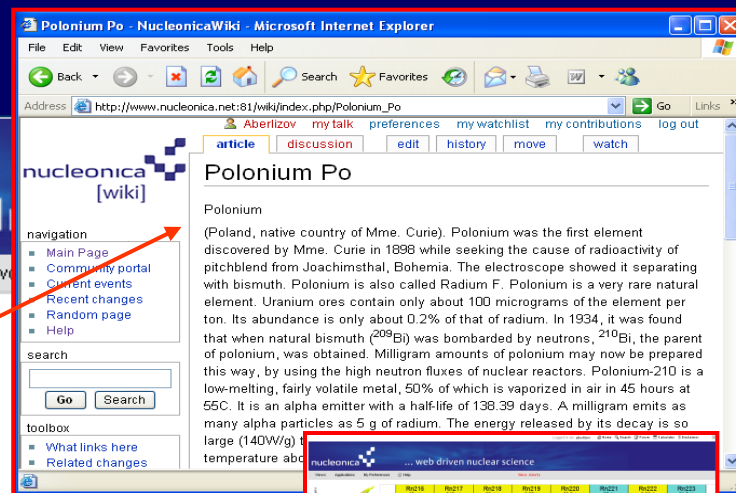 Polonium Po - NucleonicaWiki - Microsoft Internet Explorer
File Edit View Favorites Tools Help
Back Search Favorites
Address http://www.nucleonica.net:81/wiki/index.php/Polonium_Po Go Links
Aberlizov my talk preferences my watchlist my contributions log out
article discussion edit history move watch
nucleonica
[wiki]
navigation
Main Page
Community portal
Current events
Recent changes
Random page
Help
search
Go Search
toolbox
What links here
Related changes
Polonium Po
Polonium
(Poland, native country of Mme. Curie). Polonium was the first element
discovered by Mme. Curie in 1898 while seeking the cause of radioactivity of
pitchblend from Joachimsthal, Bohemia. The electroscope showed it separating
with bismuth. Polonium is also called Radium F. Polonium is a very rare natural
element. Uranium ores contain only about 100 micrograms of the element per
ton. Its abundance is only about 0.2% of that of radium. In 1934, it was found
that when natural bismuth (²⁰⁹Bi) was bombarded by neutrons, ²¹⁰Bi, the parent
of polonium, was obtained. Milligram amounts of polonium may now be prepared
this way, by using the high neutron fluxes of nuclear reactors. Polonium-210 is a
low-melting, fairly volatile metal, 50% of which is vaporized in air in 45 hours at
55C. It is an alpha emitter with a half-life of 138.39 days. A milligram emits as
many alpha particles as 5 g of radium. The energy released by its decay is so
large (140W/g)
temperature
nucleonica ... web driven nuclear science
Rn216 Rn217 Rn218 Rn219 Rn220 Rn221 Rn222 Rn223